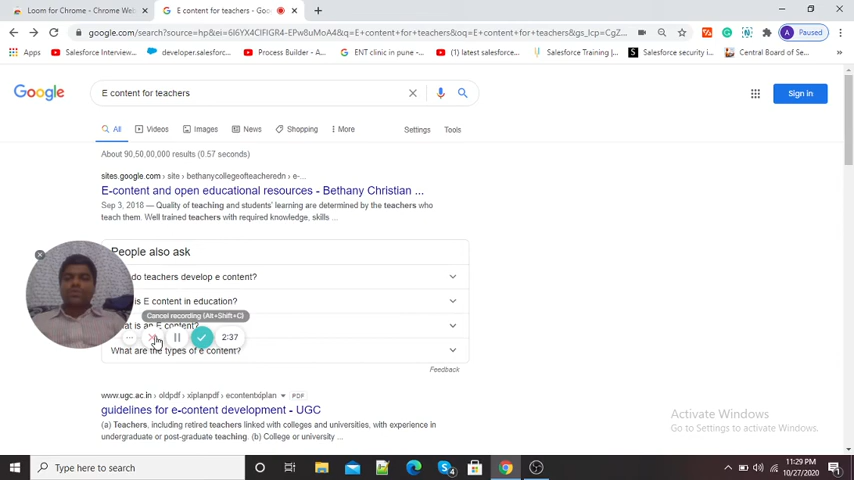 Loom for Chrome - Chrome Web
E content for teachers - Goo
google.com/search?source=hp&ei=6I6YX4CIFIGR4-EPw8uMoA4&q=E+content+for+teachers&oq=E+content+for+teachers&gs_lcp=CgZ...
Paused
Apps
Salesforce Interview...
developer.salesforc...
Process Builder - A...
ENT clinic in pune -...
(1) latest salesforce...
Salesforce Training |...
Salesforce security i...
Central Board of Se...
Google
E content for teachers
Sign in
All
Videos
Images
News
Shopping
More
Settings
Tools
About 90,50,00,000 results (0.57 seconds)
sites.google.com › site › bethanycollegeofteacheredn › e-...
E-content and open educational resources - Bethany Christian ...
Sep 3, 2018 — Quality of teaching and students' learning are determined by the teachers who
teach them. Well trained teachers with required knowledge, skills ...
People also ask
do teachers develop e content?
is E content in education?
Cancel recording (Alt+Shift+C)
at is an E content?
2:37
What are the types of e content?
Feedback
www.ugc.ac.in › oldpdf › xiplanpdf › econtentxiplan
PDF
guidelines for e-content development - UGC
(a) Teachers, including retired teachers linked with colleges and universities, with experience in
undergraduate or post-graduate teaching. (b) College or university ...
Activate Windows
Go to Settings to activate Windows.
Type here to search
4
11:29 PM
10/27/2020
1